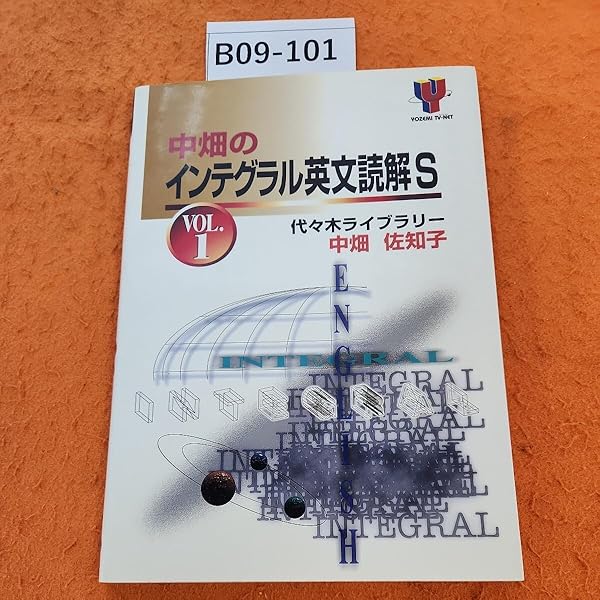 B09-101
YOZEMI TV-NET
中畑の
インテグラル英文読解S
VOL.
1
代々木ライブラリー
中畑 佐知子
ENGLISH
INTEGRAL
INTEGRAL
INTEGRAL
INTEGRAL